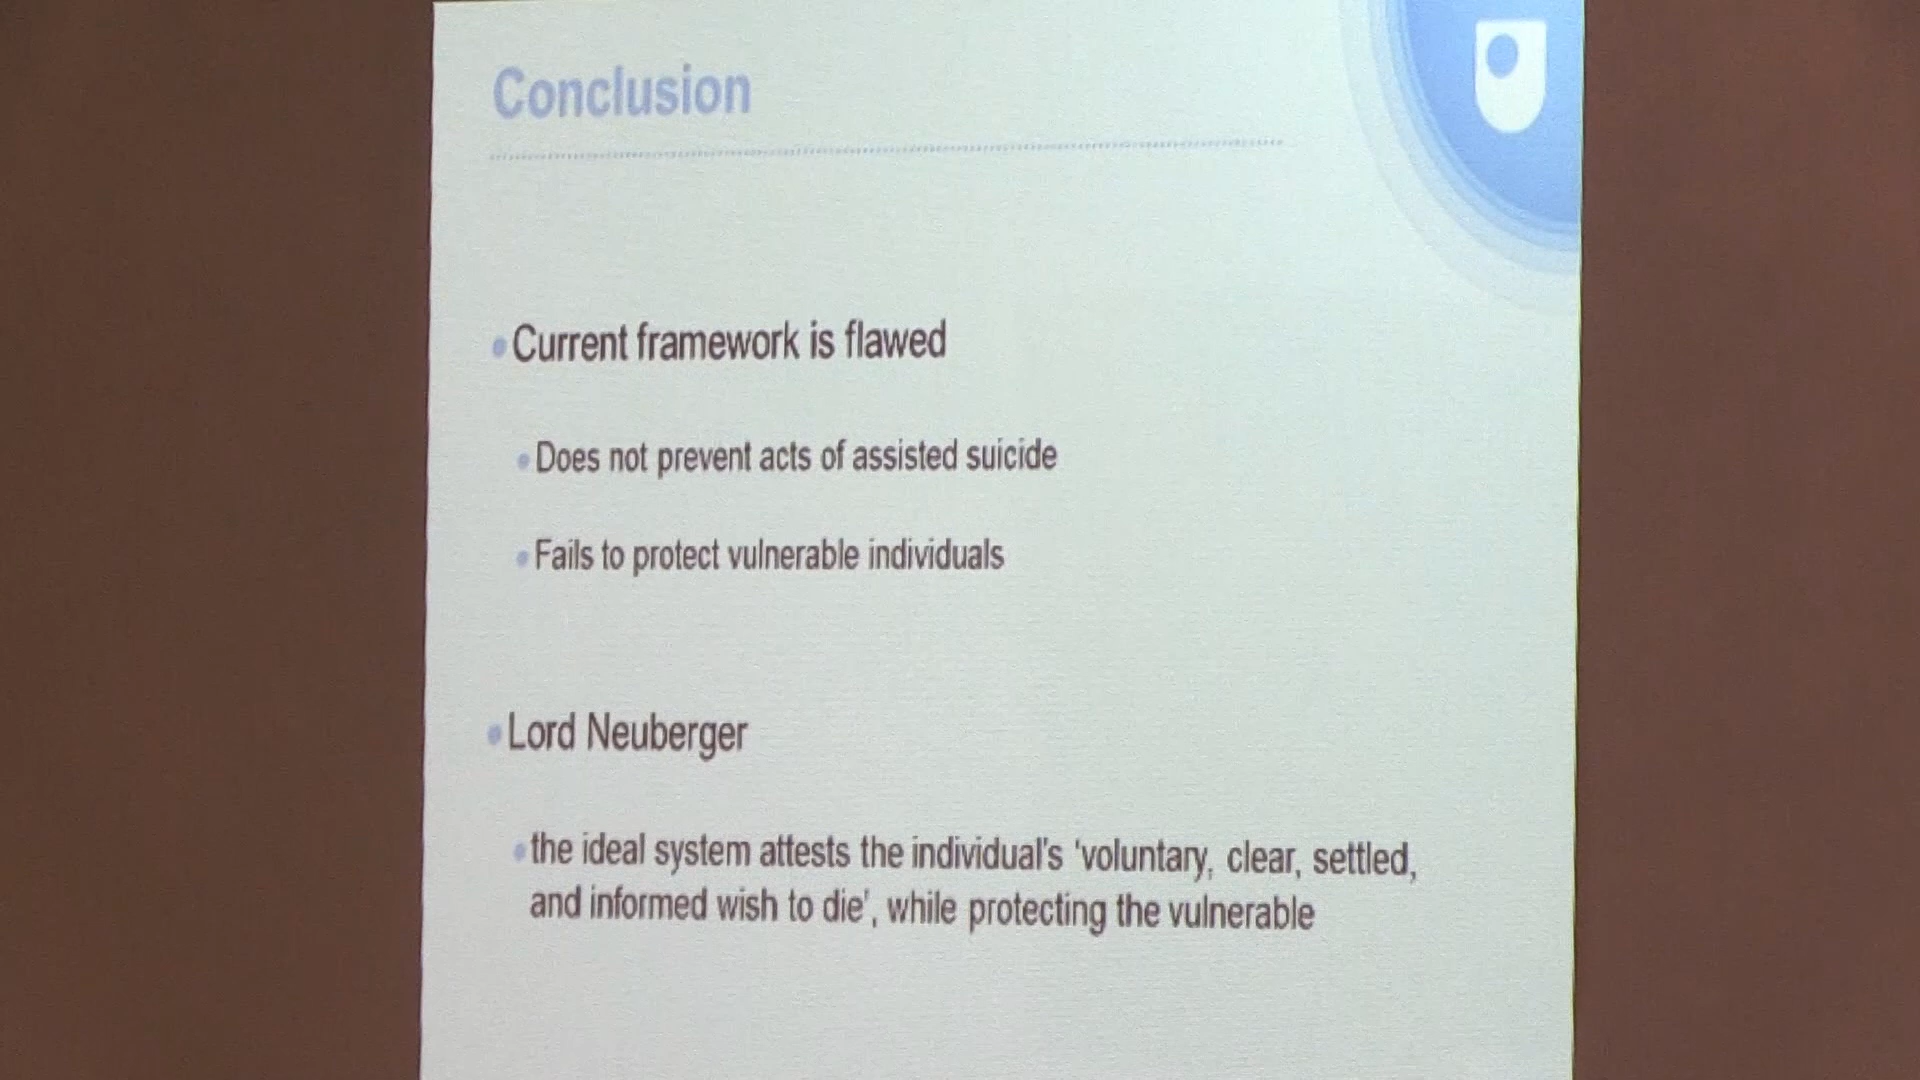 Conclusion
Current framework is flawed
Does not prevent acts of assisted suicide
Fails to protect vulnerable individuals
Lord Neuberger
the ideal system attests the individual's 'voluntary, clear, settled,
and informed wish to die', while protecting the vulnerable